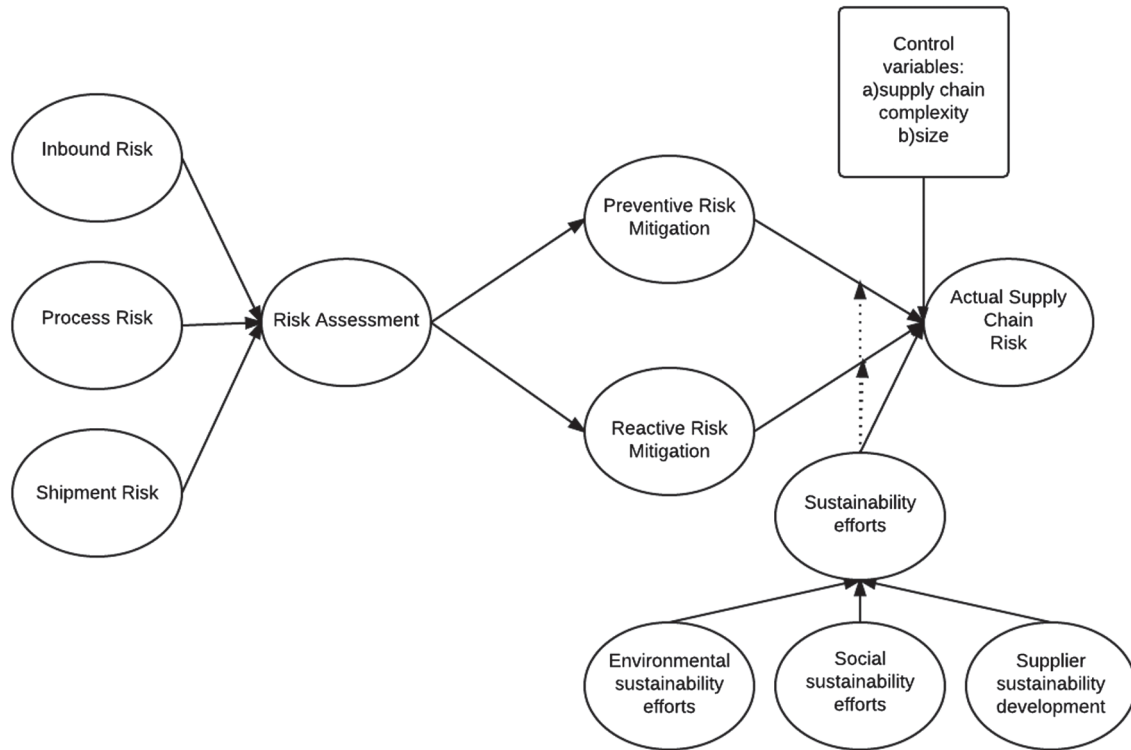 Control
variables:
a)supply chain
complexity
b)size
Inbound Risk
Preventive Risk
Mitigation
Process Risk
Risk Assessment
Actual Supply
Chain
Risk
Reactive Risk
Mitigation
Shipment Risk
Sustainability
efforts
Environmental
sustainability
efforts
Social
sustainability
efforts
Supplier
sustainability
development